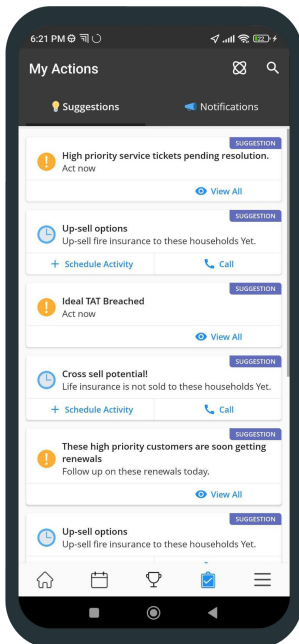 6:21 PM
22
My Actions
Suggestions
Notifications
SUGGESTION
High priority service tickets pending resolution.
Act now
View All
SUGGESTION
Up-sell options
Up-sell fire insurance to these households Yet.
+ Schedule Activity
Call
SUGGESTION
Ideal TAT Breached
Act now
View All
SUGGESTION
Cross sell potential!
Life insurance is not sold to these households Yet.
+ Schedule Activity
Call
SUGGESTION
These high priority customers are soon getting
renewals
Follow up on these renewals today.
View All
SUGGESTION
Up-sell options
Up-sell fire insurance to these households Yet.